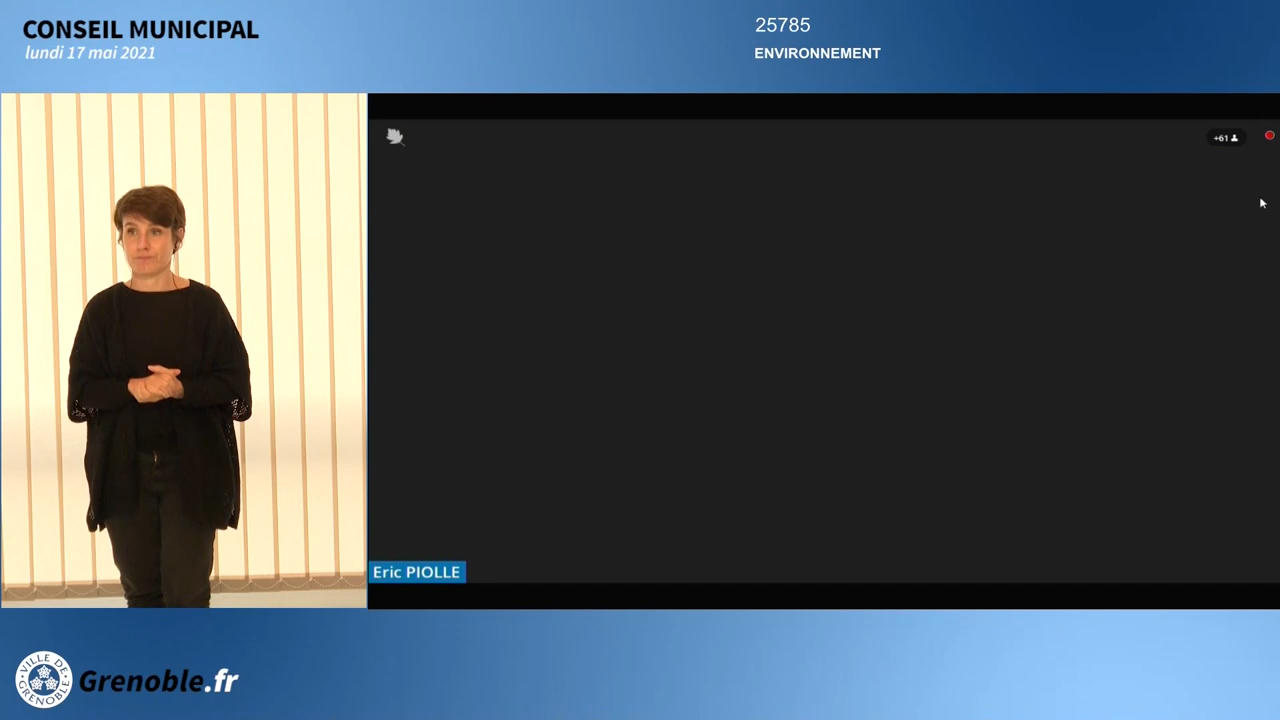 CONSEIL MUNICIPAL
lundi 17 mai 2021
25785
ENVIRONNEMENT
+61
Eric PIOLLE
VILLE DE GRENOBLE
Grenoble.fr